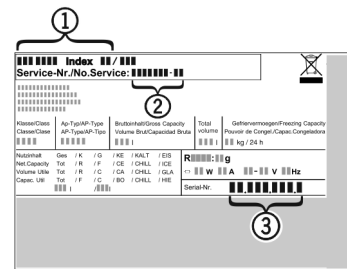 1
Index /
Service-Nr./No.Service: -
2
Klasse/Class Ap-Typ/AP-Type Bruttoinhalt/Gross Capacity Total Gefriervermoegen/Freezing Capacity
Classe/Clase AP-Type/AP-Tipo Volume Brut/Capacidad Bruta volume Pouvoir de Congel./Capac.Congeladora
l l kg / 24 h
Nutzinhalt Ges / K / G / KE / KALT / EIS R : g
Net.Capacity Tot / R / F / CE / CHILL / ICE
Volume Utile Tot / R / C / CA / CHILL / GLA W A - V Hz
Capac. Util Tot / F / C / BO / CHILL / HIE
l / l Serial-Nr. . . .
3